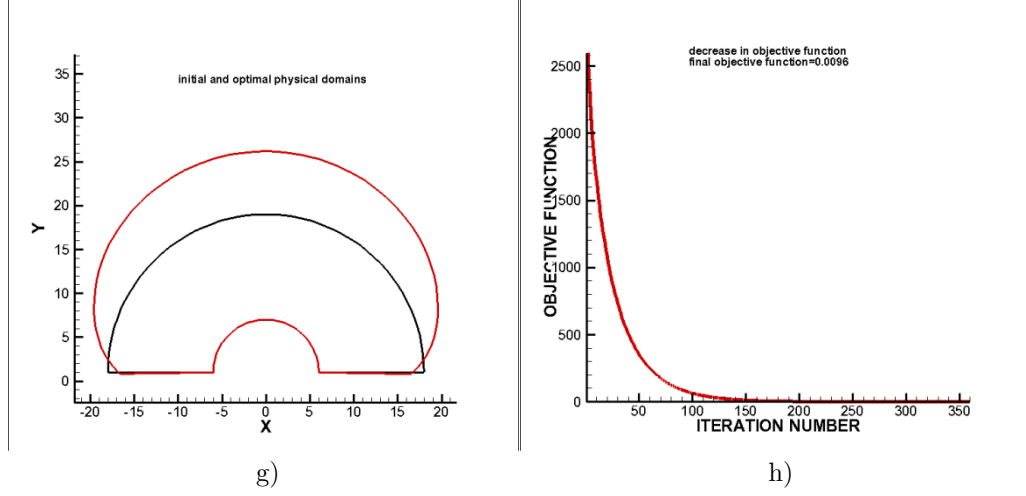 initial and optimal physical domains
35
30
25
20
15
10
5
0
Y
-20 -15 -10 -5 0 5 10 15 20
X
g)
decrease in objective function
final objective function=0.0096
2500
2000
1500
1000
500
0
OBJECTIVE FUNCTION
50 100 150 200 250 300 350
ITERATION NUMBER
h)